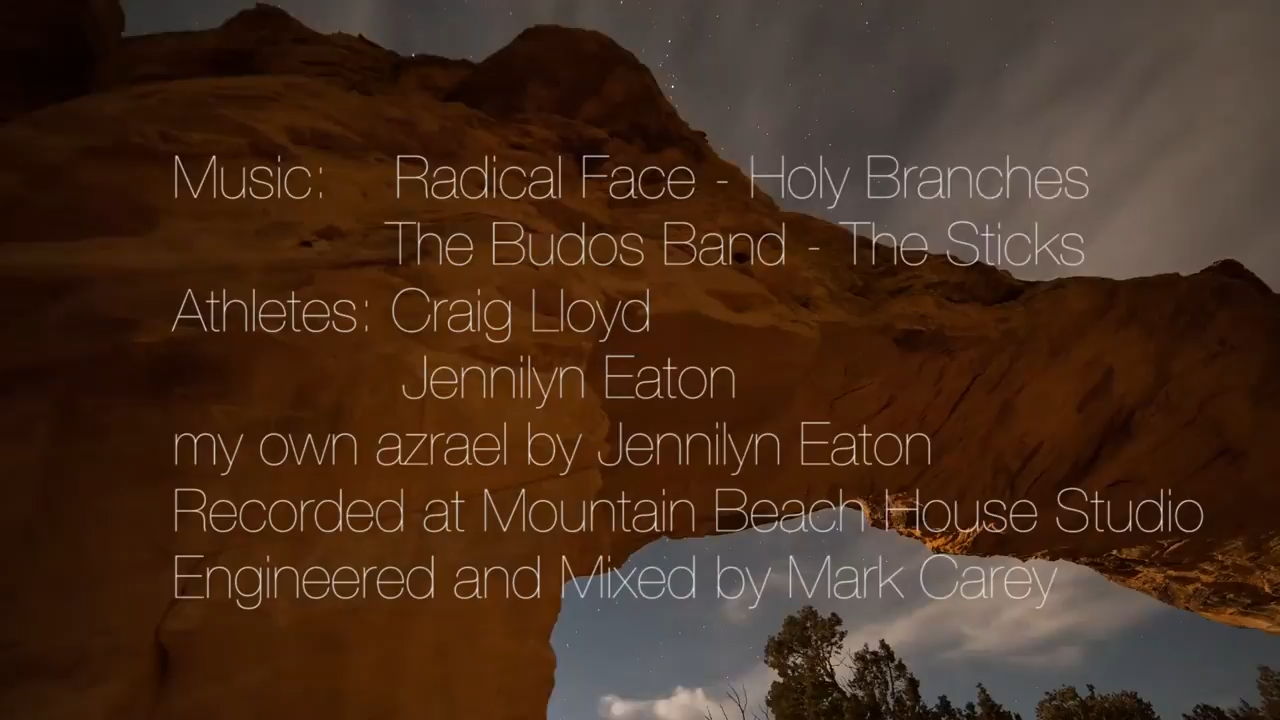 Music: Radical Face - Holy Branches
The Budos Band - The Sticks
Athletes: Craig Lloyd
Jennilyn Eaton
my own azrael by Jennilyn Eaton
Recorded at Mountain Beach House Studio
Engineered and Mixed by Mark Carey